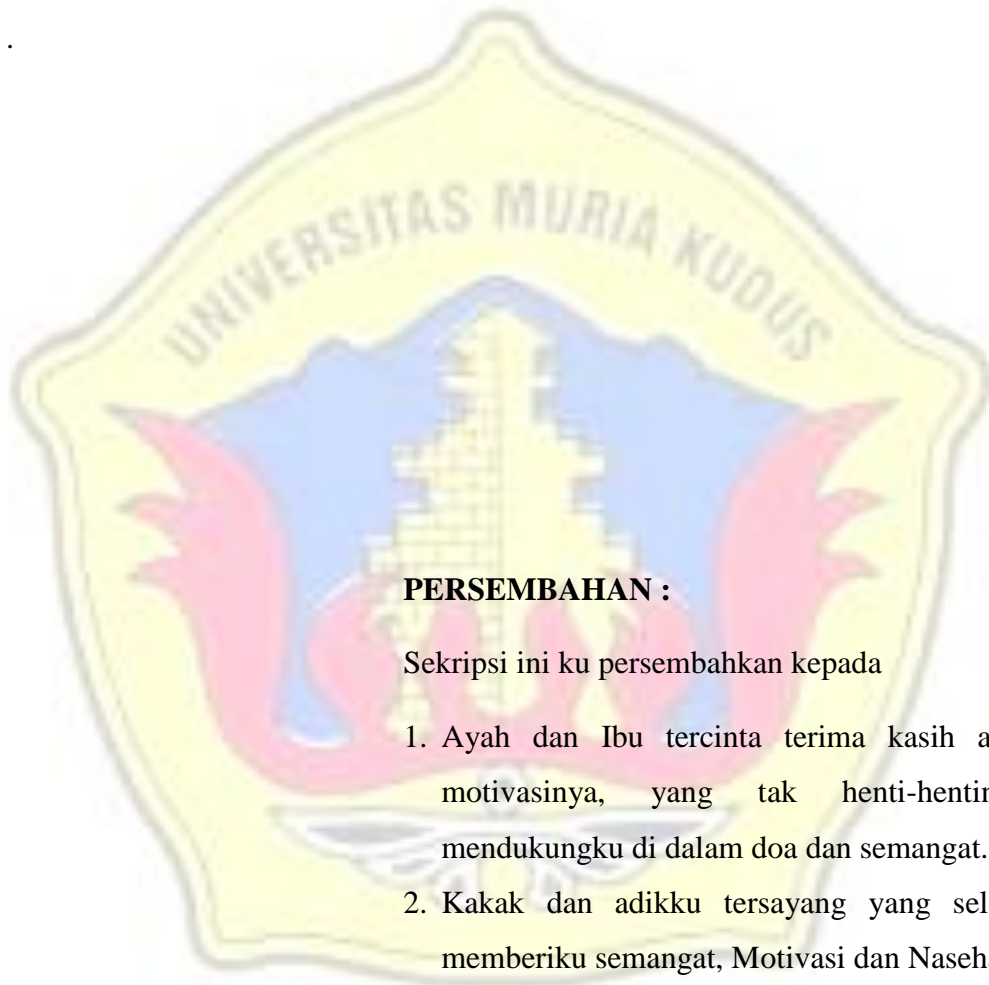 .
UNIVERSITAS MURIA KUDUS
PERSEMBAHAN :
Sekripsi ini ku persembahkan kepada
1. Ayah dan Ibu tercinta terima kasih a
motivasinya, yang tak henti-hentin
mendukungku di dalam doa dan semangat.
2. Kakak dan adikku tersayang yang sel
memberiku semangat, Motivasi dan Naseha